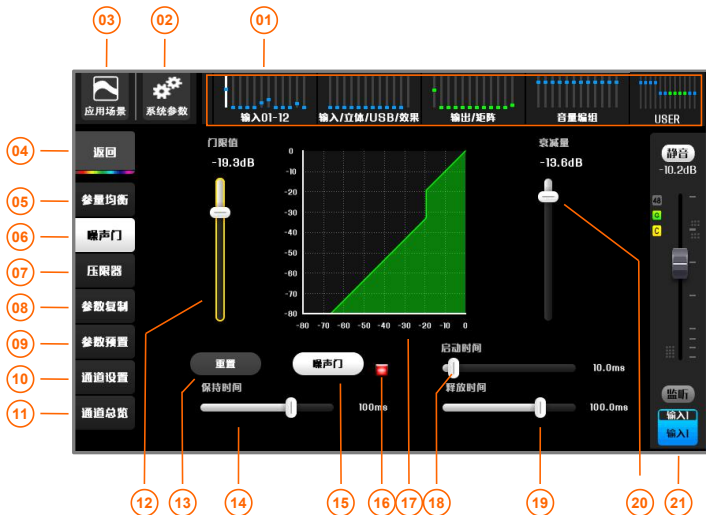 03
02
01
应用场景
系统参数
输入01-12
输入/立体/USB/效果
输出/矩阵
音量编组
USER
04
返回
门限值
-19.3dB
衰减量
-13.6dB
静音
-10.2dB
05
参量均衡
06
噪声门
07
压限器
08
参数复制
09
参数预置
10
通道设置
11
通道总览
0
-10
-20
-30
-40
-50
-60
-70
-80
-80 -70 -60 -50 -40 -30 -20 -10 0
48
G
C
重置
噪声门
启动时间
10.0ms
保持时间
100ms
释放时间
100.0ms
监听
输入1
输入1
12
13
14
15
16
17
18
19
20
21